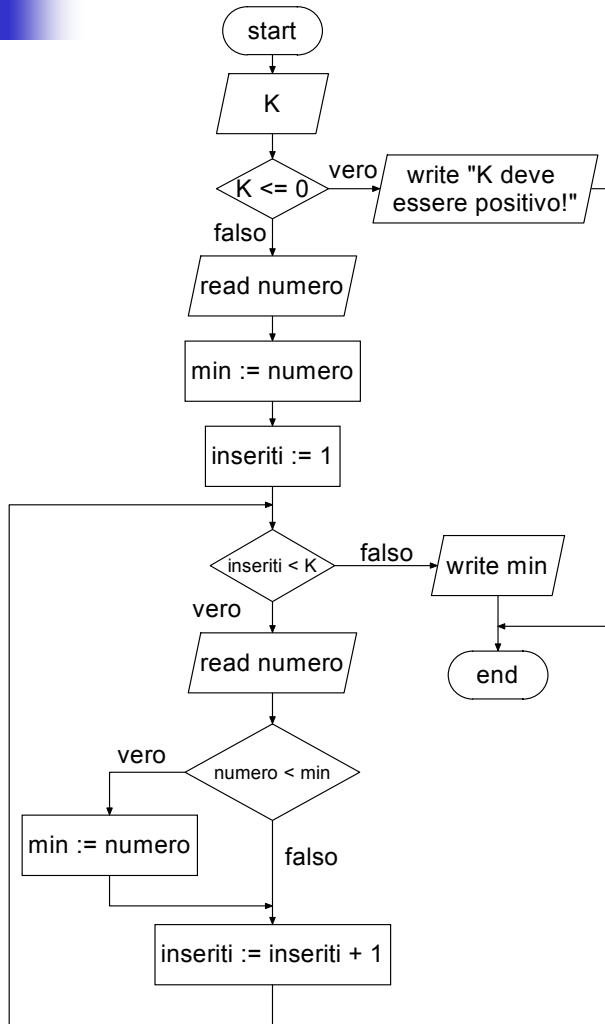 start
K
K <= 0
vero
write "K deve
essere positivo!"
falso
read numero
min := numero
inseriti := 1
inseriti < K
falso
write min
vero
read numero
end
numero < min
vero
min := numero
falso
inseriti := inseriti + 1